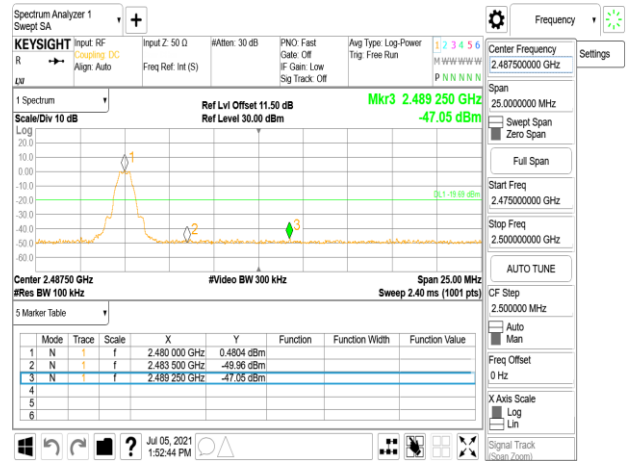 Spectrum Analyzer 1
Swept SA
+
Frequency
KEYSIGHT Input: RF Input Z: 50 Ω #Atten: 30 dB PNO: Fast Avg Type: Log-Power 1 2 3 4 5 6
R Coupling: DC Gate: Off Trig: Free Run
Align: Auto Freq Ref: Int (S) IF Gain: Low M W W W W W
LXI Sig Track: Off P N N N N N
Center Frequency
2.487500000 GHz
Settings
Span
25.0000000 MHz
Swept Span
Zero Span
Full Span
Start Freq
2.475000000 GHz
Stop Freq
2.500000000 GHz
AUTO TUNE
CF Step
2.500000 MHz
Auto
Man
Freq Offset
0 Hz
X Axis Scale
Log
Lin
Signal Track
(Span Zoom)
1 Spectrum
Ref Lvl Offset 11.50 dB
Mkr3 2.489 250 GHz
Scale/Div 10 dB
Ref Level 30.00 dBm
-47.05 dBm
Log
20.0
10.0
0.00
-10.0
-20.0
-30.0
-40.0
-50.0
-60.0
1
2
3
DL1 -19.69 dBm
Center 2.48750 GHz #Video BW 300 kHz Span 25.00 MHz
#Res BW 100 kHz Sweep 2.40 ms (1001 pts)
5 Marker Table
Mode Trace Scale X Y Function Function Width Function Value
1 N 1 f 2.480 000 GHz 0.4804 dBm
2 N 1 f 2.483 500 GHz -49.96 dBm
3 N 1 f 2.489 250 GHz -47.05 dBm
4
5
6
?
Jul 05, 2021
1:52:44 PM